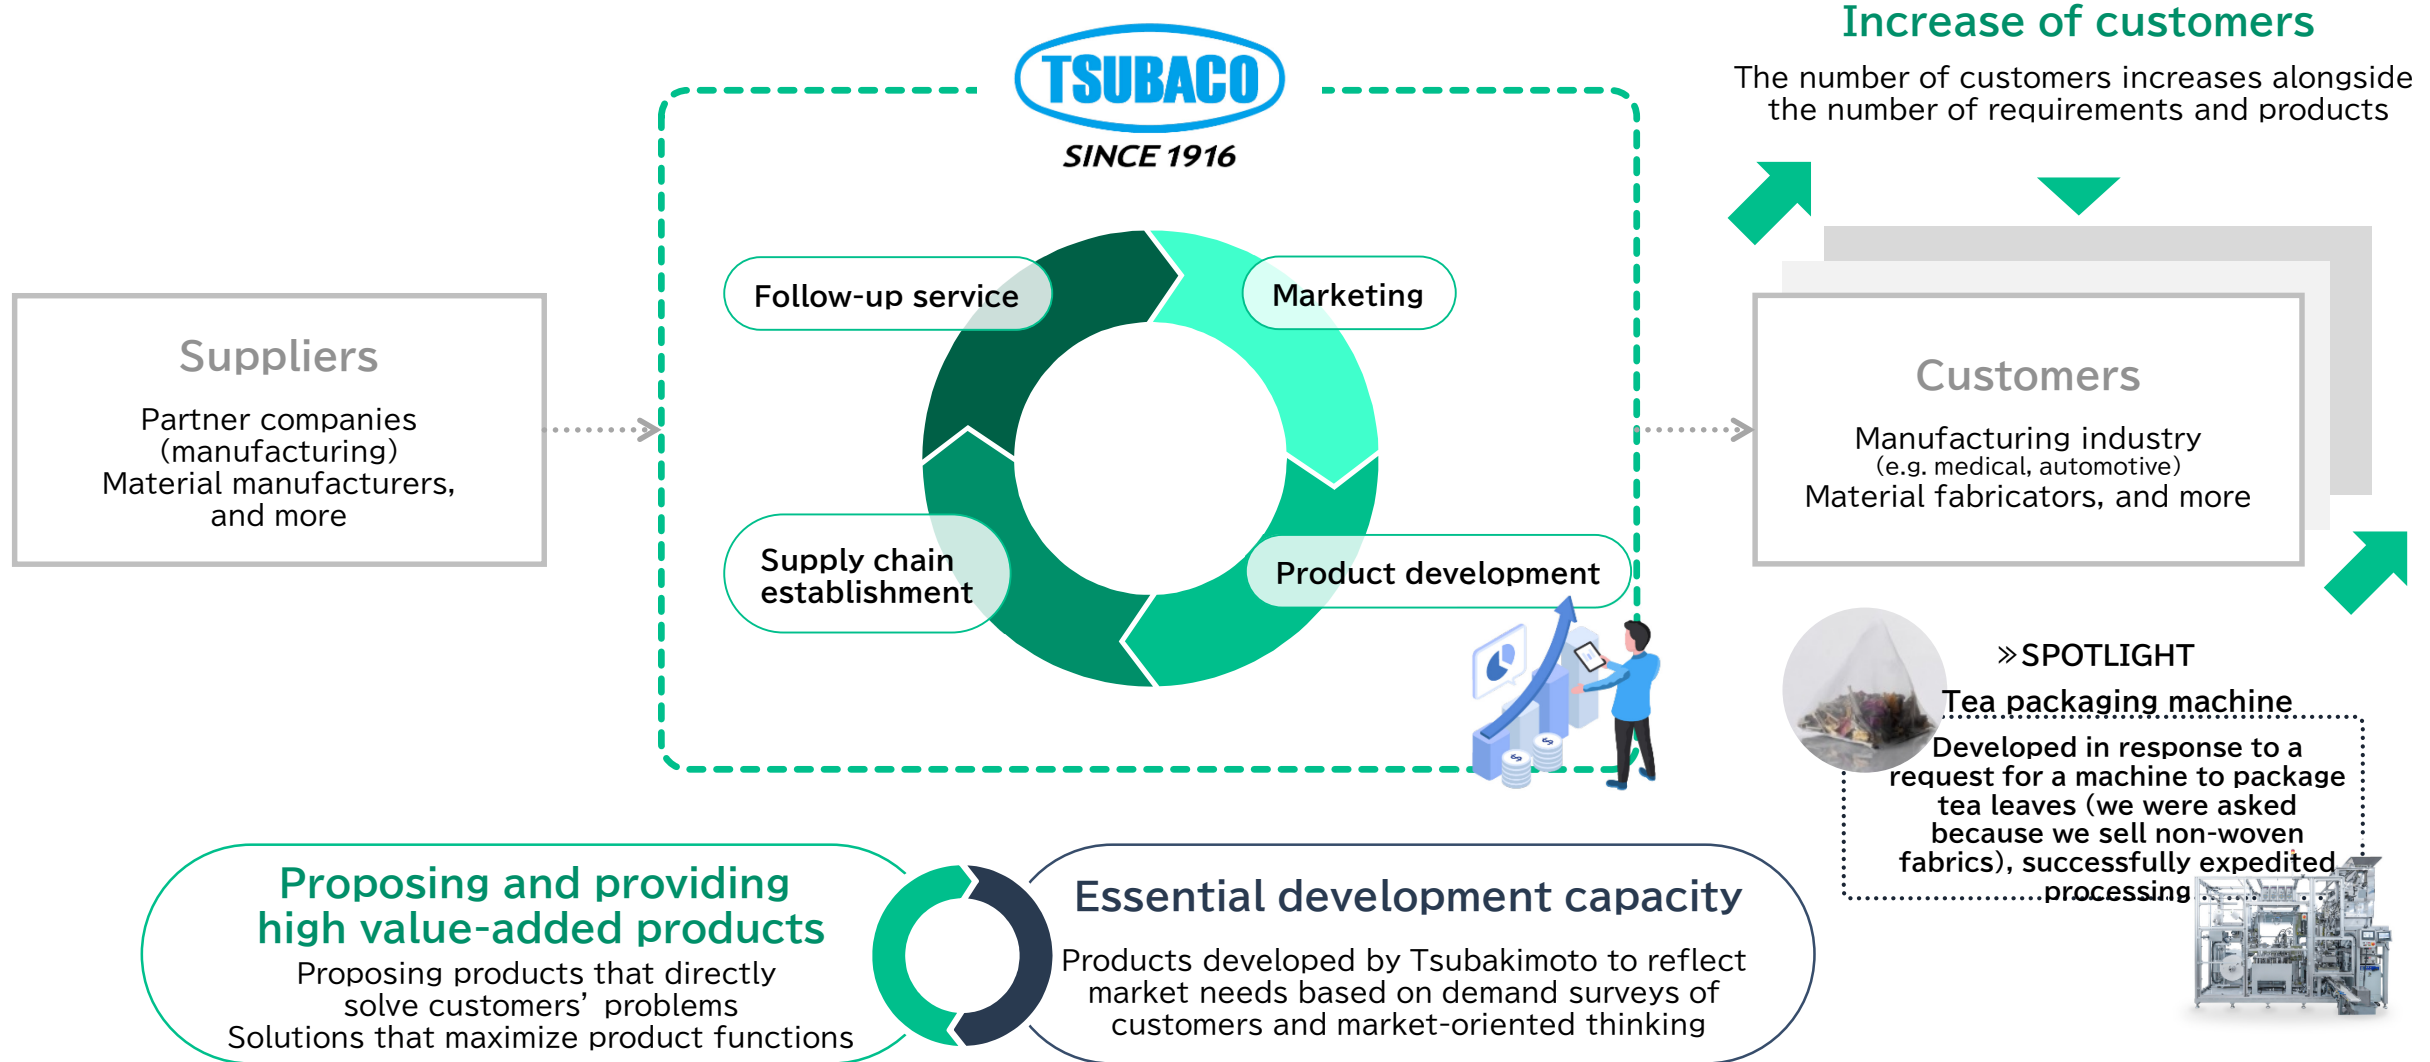 TSUBACO
SINCE 1916
Increase of customers
The number of customers increases alongside
the number of requirements and products
Follow-up service
Marketing
Supply chain
establishment
Product development
Suppliers
Partner companies
(manufacturing)
Material manufacturers,
and more
Customers
Manufacturing industry
(e.g. medical, automotive)
Material fabricators, and more
»SPOTLIGHT
Tea packaging machine
Developed in response to a
request for a machine to package
tea leaves (we were asked
because we sell non-woven
fabrics), successfully expedited
processing
Proposing and providing
high value-added products
Proposing products that directly
solve customers’ problems
Solutions that maximize product functions
Essential development capacity
Products developed by Tsubakimoto to reflect
market needs based on demand surveys of
customers and market-oriented thinking